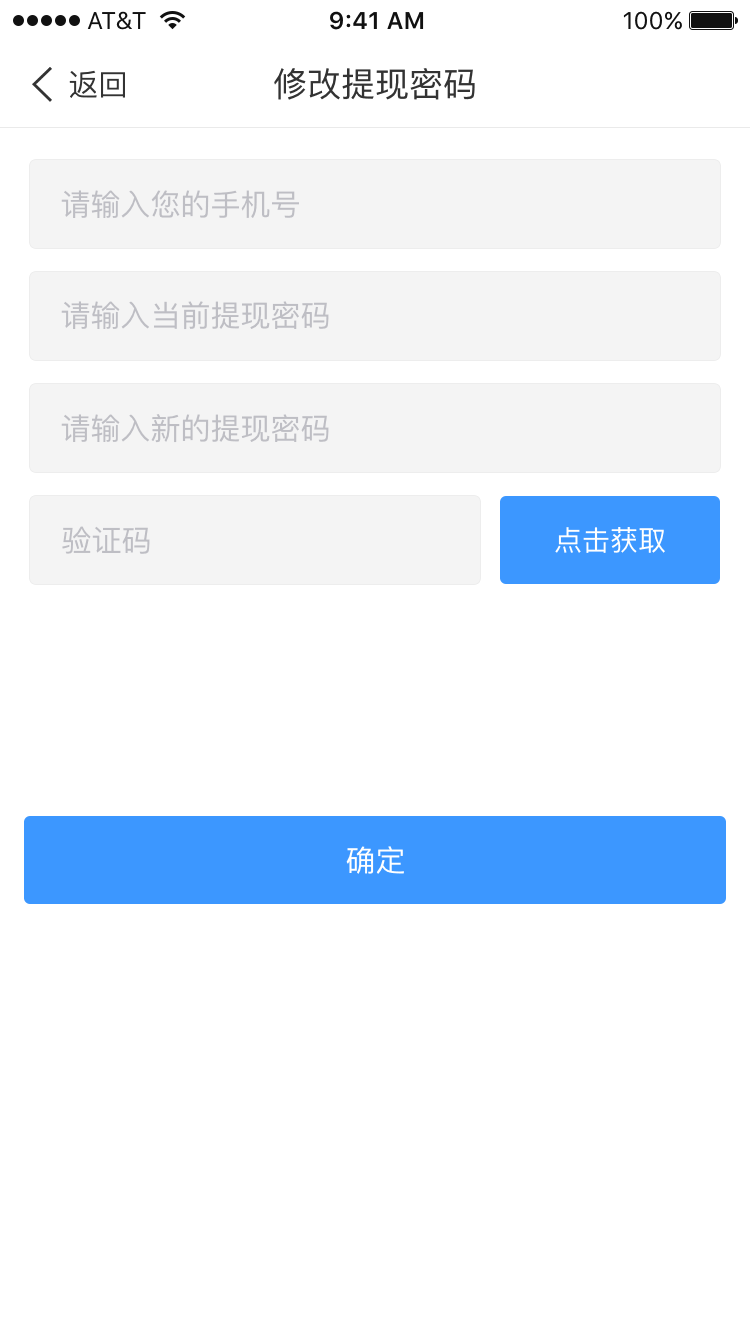 AT&T 9:41 AM 100%
返回 修改提现密码
请输入您的手机号
请输入当前提现密码
请输入新的提现密码
验证码 点击获取
确定